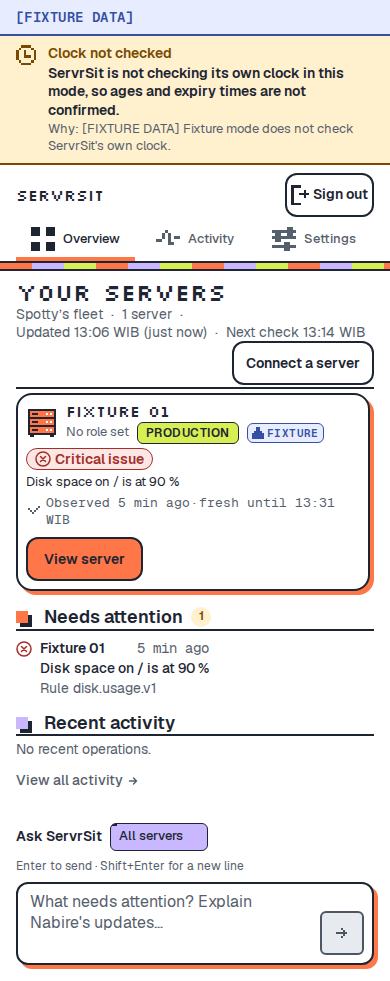 [FIXTURE DATA]
Clock not checked
ServrSit is not checking its own clock in this
mode, so ages and expiry times are not
confirmed.
Why: [FIXTURE DATA] Fixture mode does not check
ServrSit's own clock.
SERVRSIT
Sign out
Overview
Activity
Settings
YOUR SERVERS
Spotty's fleet · 1 server ·
Updated 13:06 WIB (just now) · Next check 13:14 WIB
Connect a server
FIXTURE 01
No role set PRODUCTION FIXTURE
Critical issue
Disk space on / is at 90 %
Observed 5 min ago·fresh until 13:31
WIB
View server
Needs attention 1
Fixture 01 5 min ago
Disk space on / is at 90 %
Rule disk.usage.v1
Recent activity
No recent operations.
View all activity →
Ask ServrSit All servers
Enter to send · Shift+Enter for a new line
What needs attention? Explain
Nabire's updates…
→